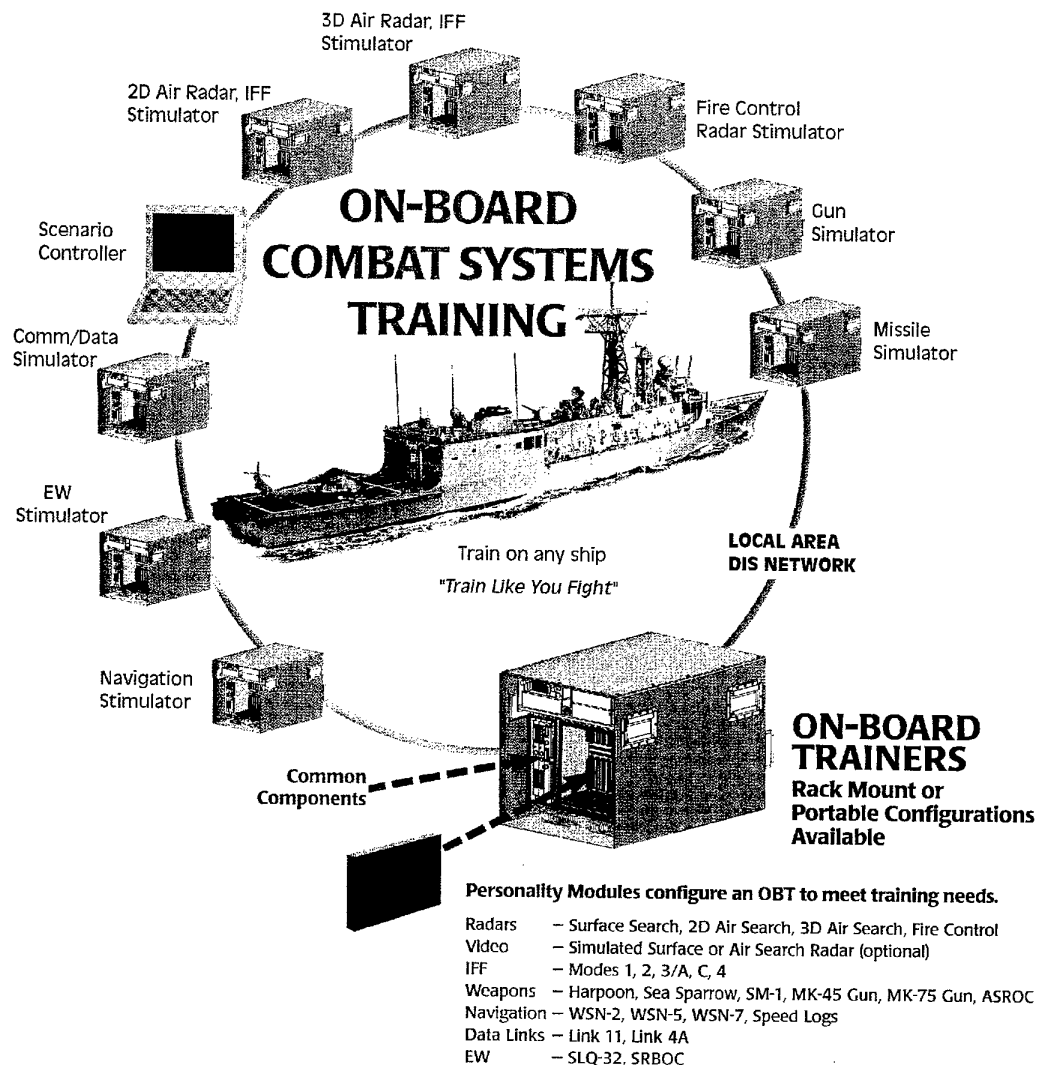 3D Air Radar, IFF
Stimulator
2D Air Radar, IFF
Stimulator
Fire Control
Radar Stimulator
ON-BOARD
COMBAT SYSTEMS
TRAINING
Gun
Simulator
Scenario
Controller
Missile
Simulator
Comm/Data
Simulator
EW
Stimulator
Train on any ship
"Train Like You Fight"
LOCAL AREA
DIS NETWORK
Navigation
Stimulator
ON-BOARD
TRAINERS
Rack Mount or
Portable Configurations
Available
Common
Components
Personality Modules configure an OBT to meet training needs.
Radars – Surface Search, 2D Air Search, 3D Air Search, Fire Control
Video – Simulated Surface or Air Search Radar (optional)
IFF – Modes 1, 2, 3/A, C, 4
Weapons – Harpoon, Sea Sparrow, SM-1, MK-45 Gun, MK-75 Gun, ASROC
Navigation – WSN-2, WSN-5, WSN-7, Speed Logs
Data Links – Link 11, Link 4A
EW – SLQ-32, SRBOC